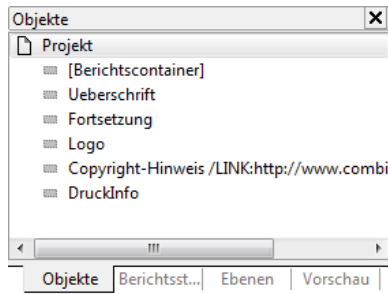 Objekte
Projekt
[Berichtscontainer]
Ueberschrift
Fortsetzung
Logo
Copyright-Hinweis /LINK:http://www.combi
DruckInfo
Objekte Berichtsst... Ebenen Vorschau